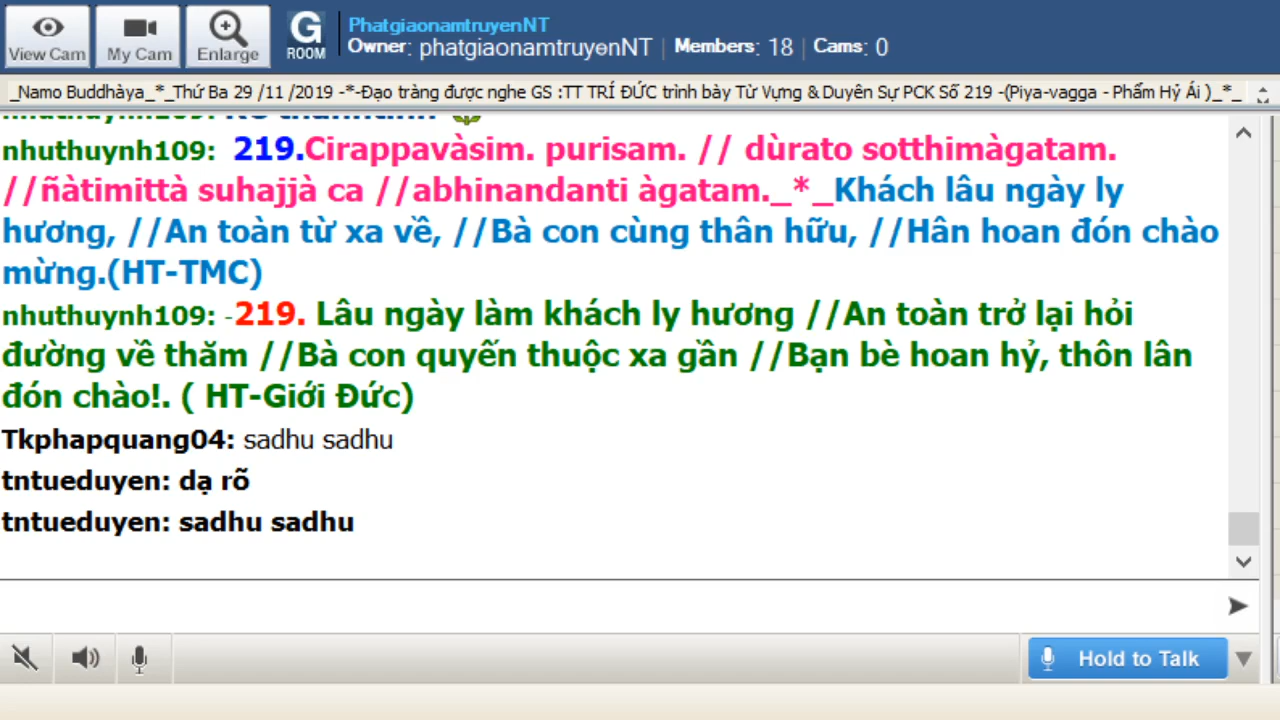 View Cam
My Cam
Enlarge
G
ROOM
PhatgiaonamtruyenNT
Owner: phatgiaonamtruyenNT | Members: 18 | Cams: 0
_Namo Buddhàya_*_Thứ Ba 29 /11 /2019 -*-Đạo tràng được nghe GS :TT TRÍ ĐỨC trình bày Từ Vựng & Duyên Sự PCK Số 219 -(Piya-vagga - Phẩm Hỷ Ái )_*_
nhuthuynh109:
nhuthuynh109: 219.Cirappavàsim. purisam. // dùrato sotthimàgatam.
//ñàtimittà suhajjà ca //abhinandanti àgatam._*_Khách lâu ngày ly
hương, //An toàn từ xa về, //Bà con cùng thân hữu, //Hân hoan đón chào
mừng.(HT-TMC)
nhuthuynh109: -219. Lâu ngày làm khách ly hương //An toàn trở lại hỏi
đường về thăm //Bà con quyến thuộc xa gần //Bạn bè hoan hỷ, thôn lân
đón chào!. ( HT-Giới Đức)
Tkphapquang04: sadhu sadhu
tntueduyen: dạ rõ
tntueduyen: sadhu sadhu
Hold to Talk